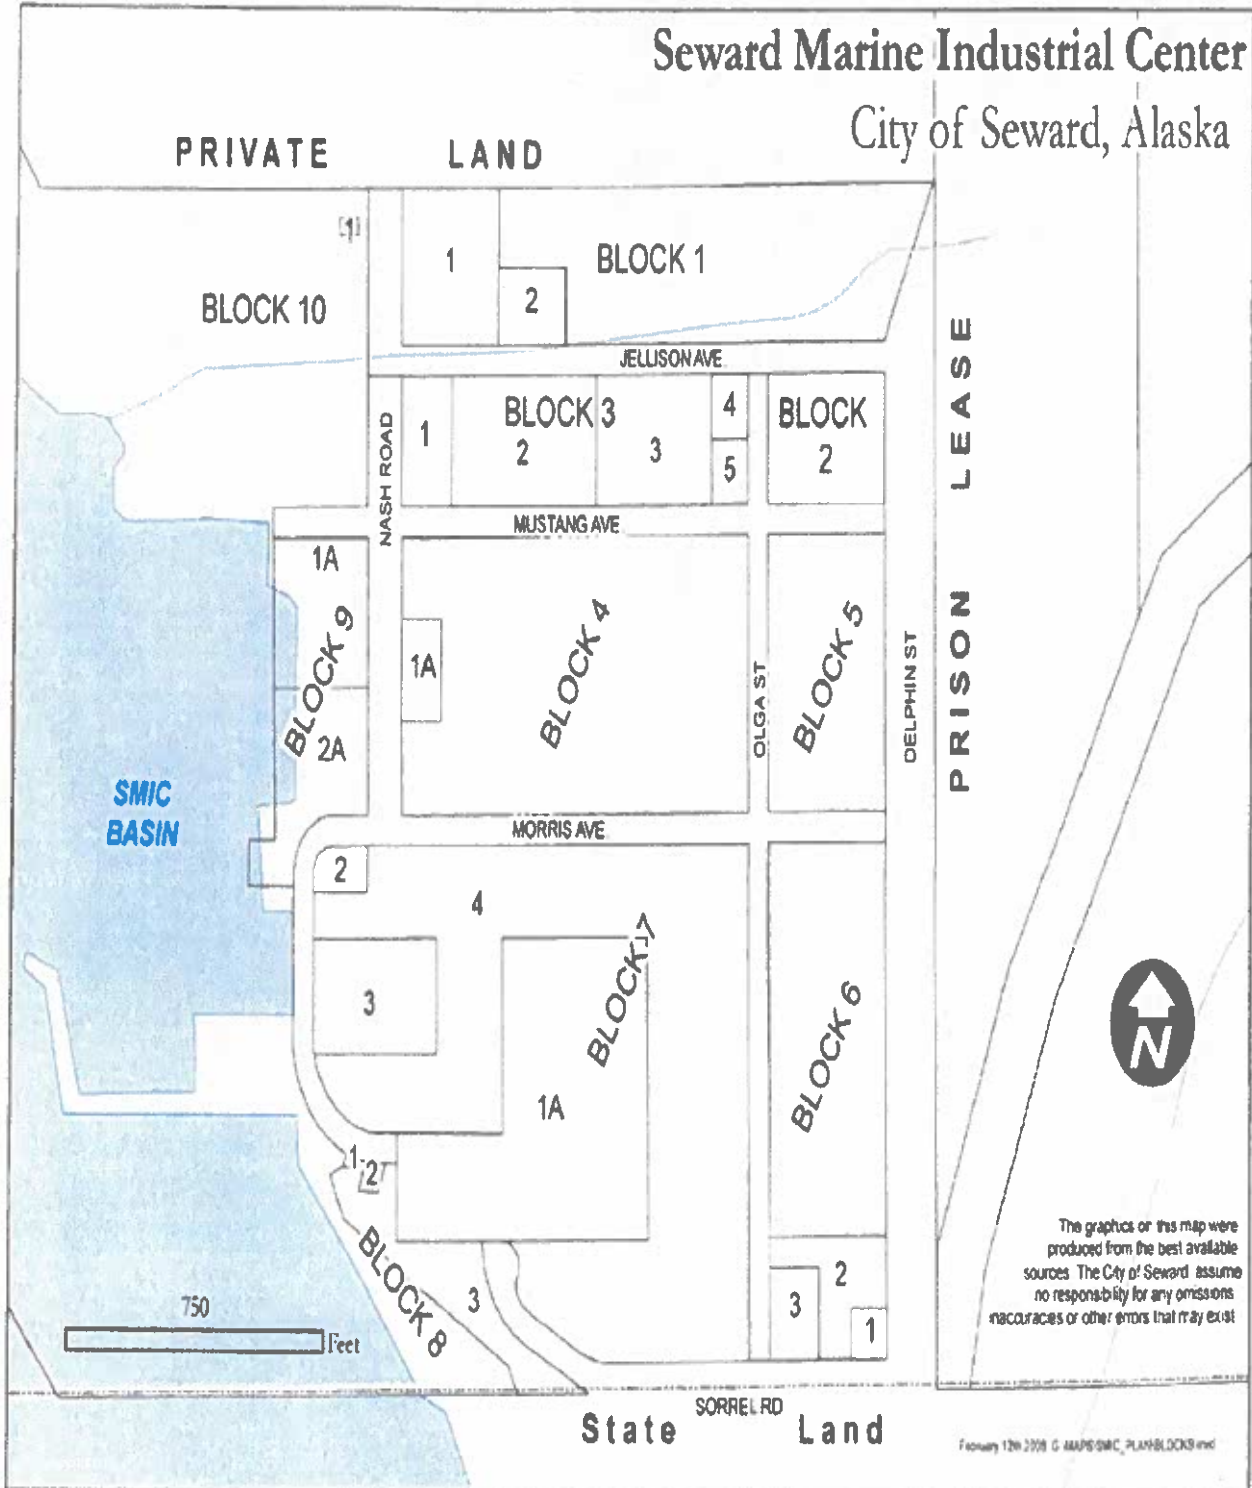 Seward Marine Industrial Center
City of Seward, Alaska
PRIVATE LAND
[1]
1
BLOCK 1
2
BLOCK 10
JELLISON AVE
PRISON LEASE
NASH ROAD
1
BLOCK 3
2
3
4
5
BLOCK
2
MUSTANG AVE
1A
BLOCK 9
2A
1A
BLOCK 4
OLGA ST
BLOCK 5
DELPHIN ST
SMIC
BASIN
MORRIS AVE
2
4
3
BLOCK 7
1A
BLOCK 6
N
1
2
BLOCK 8
3
2
3
1
The graphics on this map were
produced from the best available
sources. The City of Seward assume
no responsibility for any omissions
inaccuracies or other errors that may exist
750
Feet
SORREL RD
State Land